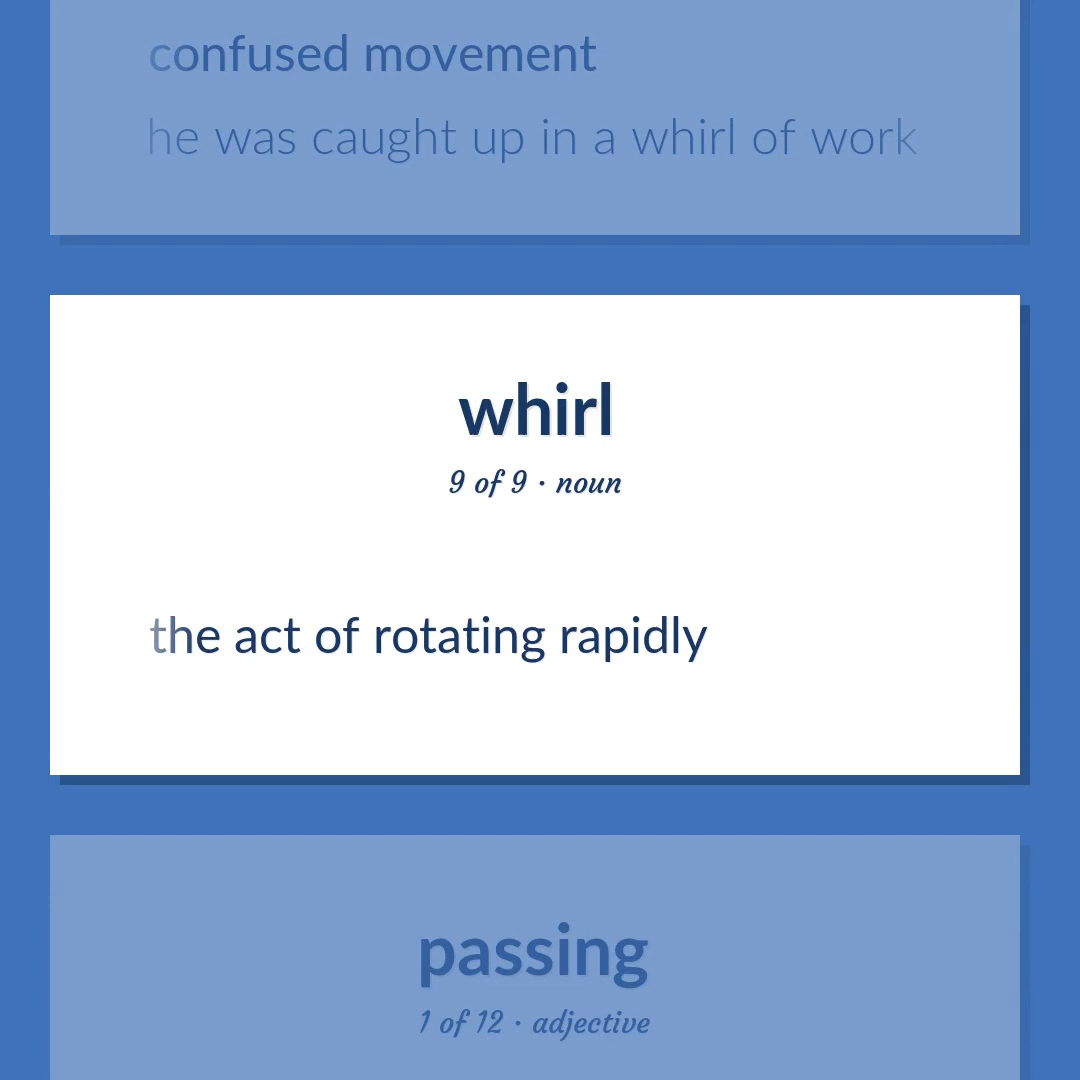 confused movement
he was caught up in a whirl of work
whirl
9 of 9 · noun
the act of rotating rapidly
passing
1 of 12 · adjective